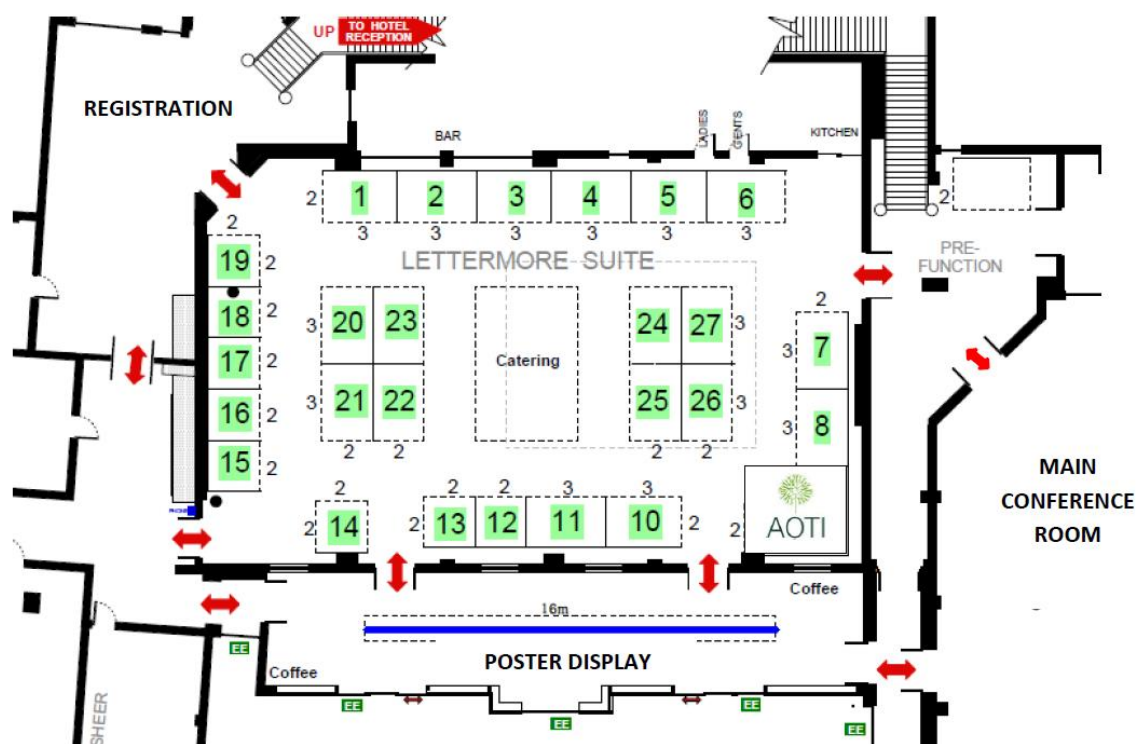 UP
TO HOTEL
RECEPTION
REGISTRATION
BAR
LADIES
GENTS
KITCHEN
2
1
2
3
4
5
6
3
3
3
3
3
3
2
LETTERMORE SUITE
PRE-
FUNCTION
2
19
2
18
2
17
2
16
2
15
2
3
20
23
3
21
22
2
2
Catering
24
27
3
25
26
3
2
2
2
3
7
3
8
AOTI
2
2
2
14
2
2
2
3
3
13
12
11
10
2
MAIN
CONFERENCE
ROOM
Coffee
16m
POSTER DISPLAY
Coffee
EE
EE
EE
EE
EE
SHEER